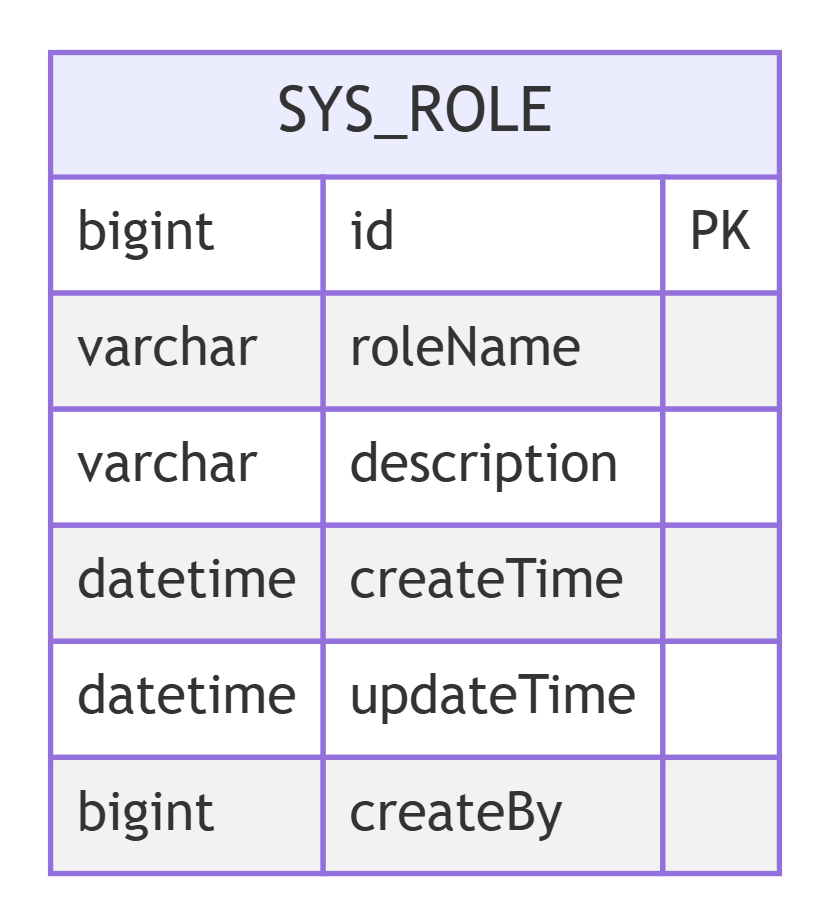 SYS_ROLE
bigint id PK
varchar roleName
varchar description
datetime createTime
datetime updateTime
bigint createBy